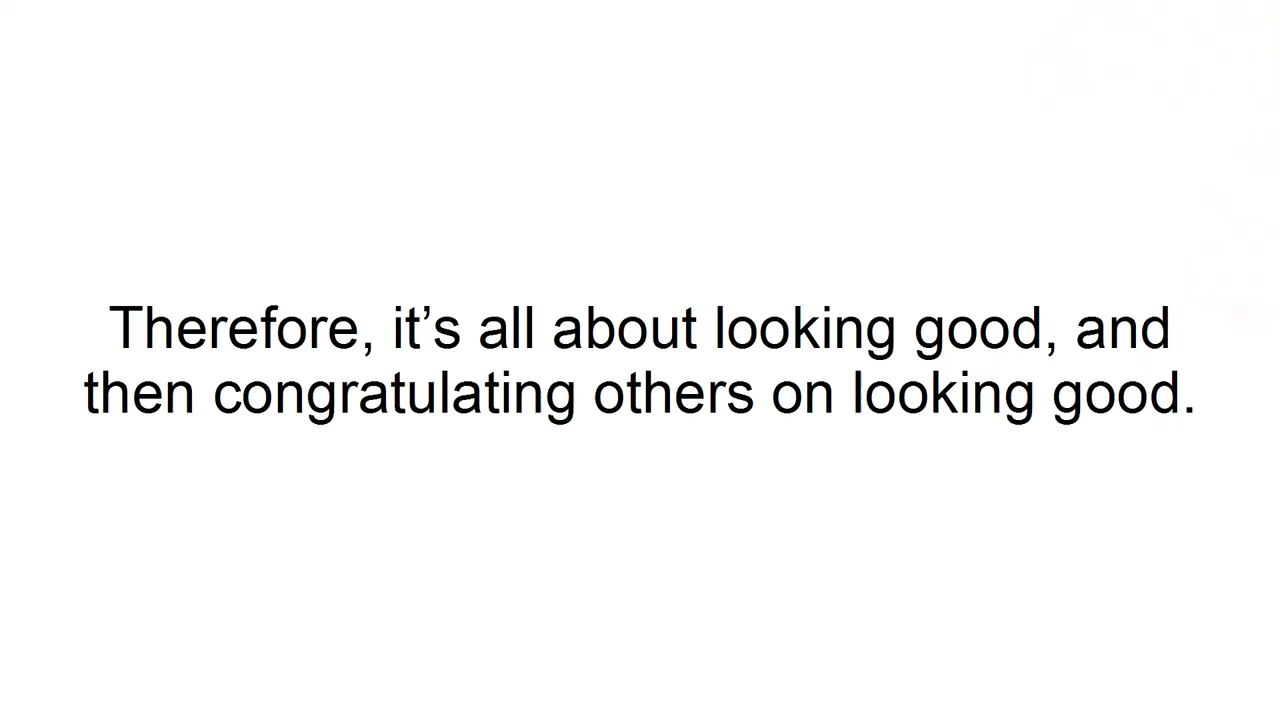 Therefore, it’s all about looking good, and
then congratulating others on looking good.